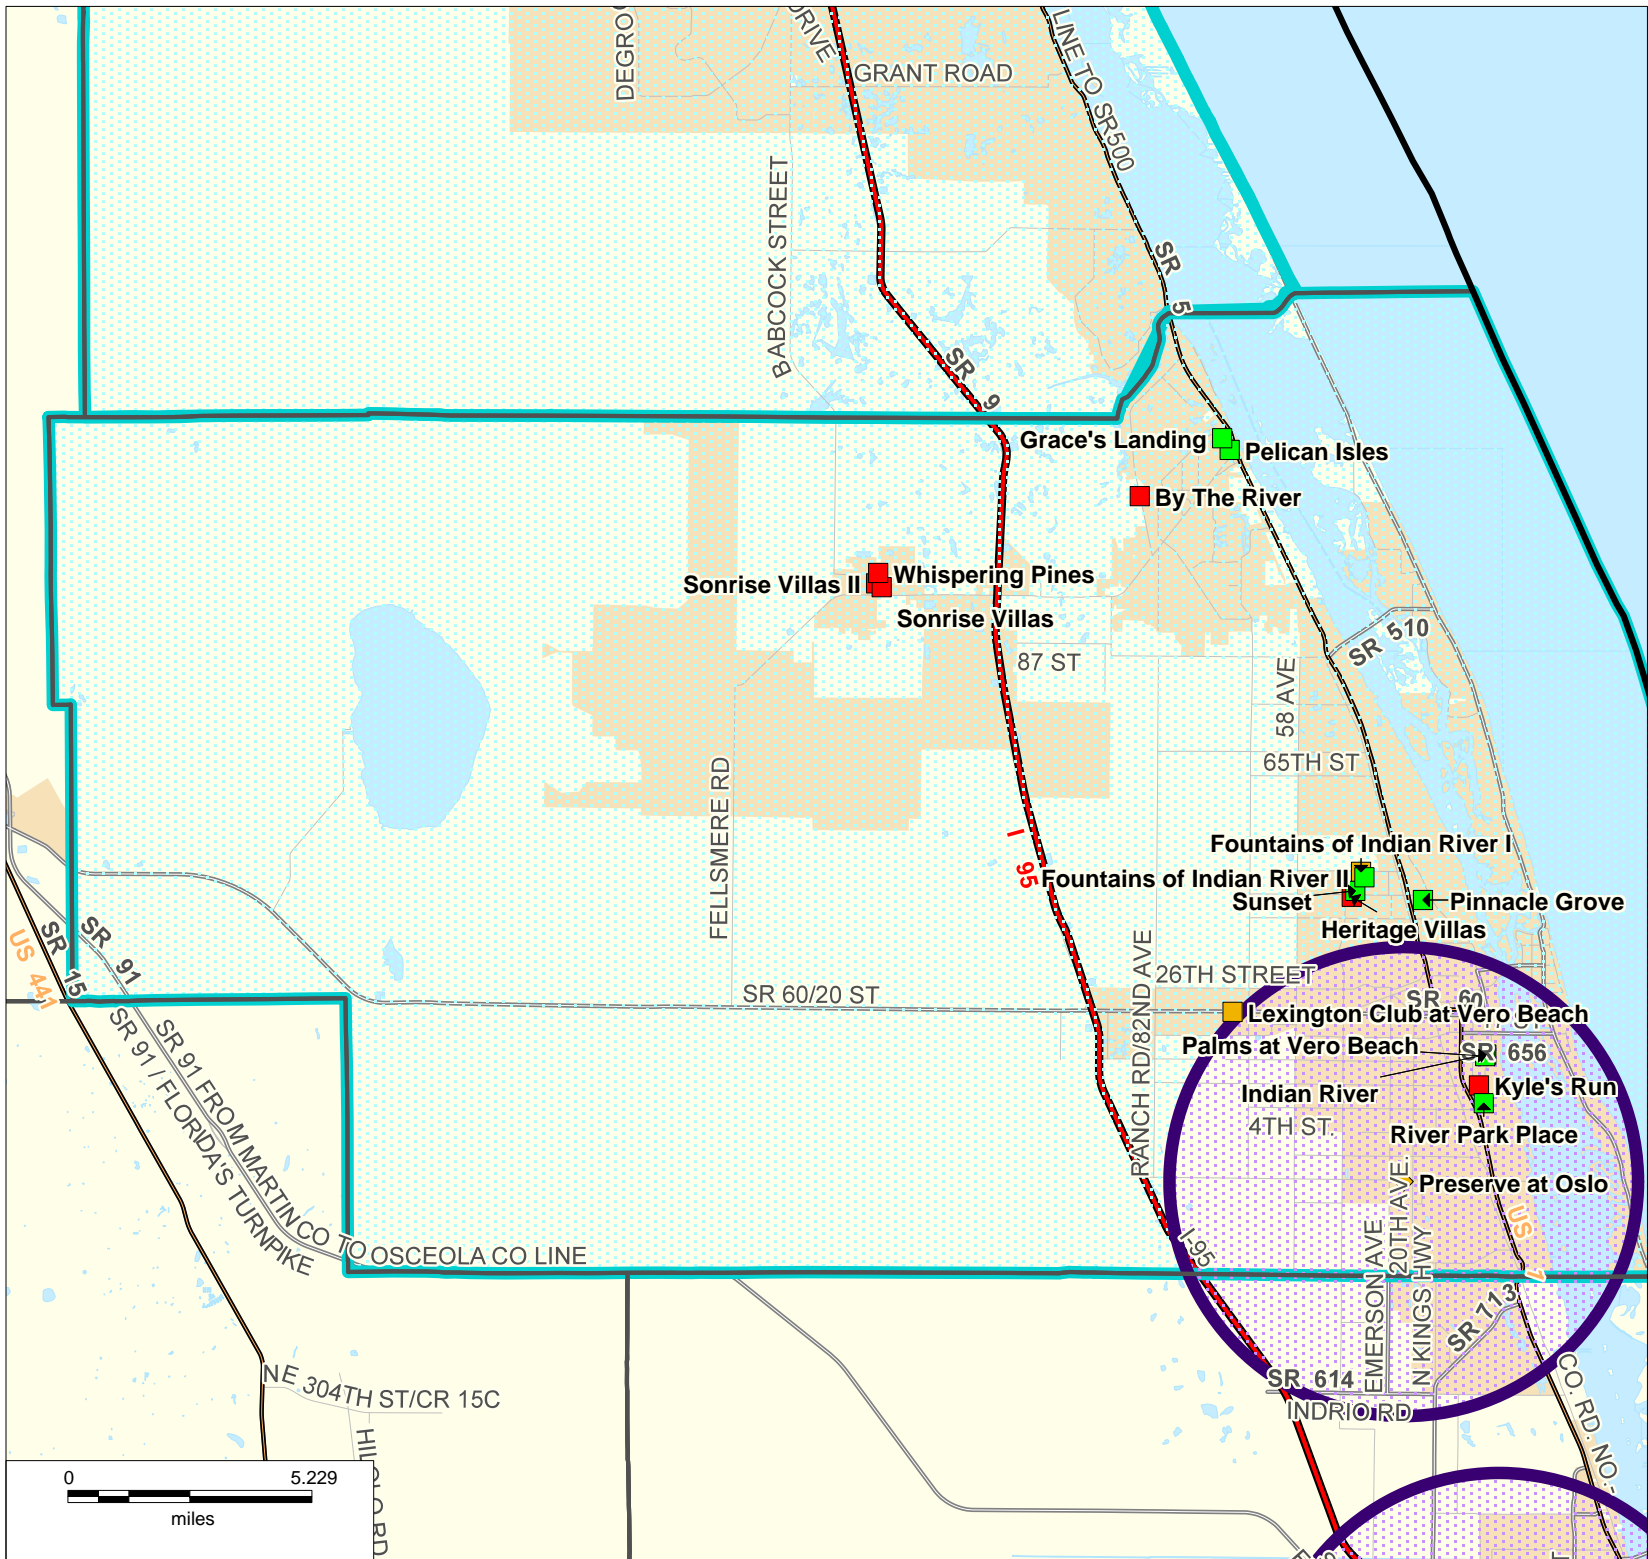 DEGRO
DRIVE
GRANT ROAD
LINE TO SR500
BABCOCK STREET
SR 5
SR 9
Grace's Landing
Pelican Isles
By The River
Whispering Pines
Sonrise Villas II
Sonrise Villas
87 ST
SR 510
58 AVE
65TH ST
FELLSMERE RD
I 95
Fountains of Indian River I
Fountains of Indian River II
Sunset
Pinnacle Grove
Heritage Villas
RANCH RD/82ND AVE
26TH STREET
SR 60/20 ST
SR 60
Lexington Club at Vero Beach
Palms at Vero Beach
SR 656
Kyle's Run
Indian River
4TH ST.
River Park Place
Preserve at Oslo
US 1
20TH AVE.
EMERSON AVE
N KINGS HWY
I-95
SR 713
SR 614
INDRIO RD
CO. RD. NO.
SR 91
SR 15
US 441
SR 91 FROM MARTIN CO TO OSCEOLA CO LINE
SR 91 / FLORIDA'S TURNPIKE
NE 304TH ST/CR 15C
HILOLO RD
0 5.229
miles